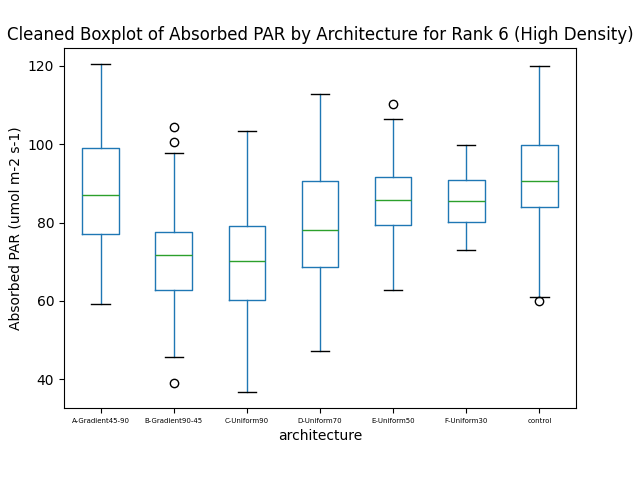 Cleaned Boxplot of Absorbed PAR by Architecture for Rank 6 (High Density)
Absorbed PAR (umol m-2 s-1)
120
100
80
60
40
A-Gradient45-90 B-Gradient90-45 C-Uniform90 D-Uniform70 E-Uniform50 F-Uniform30 control
architecture